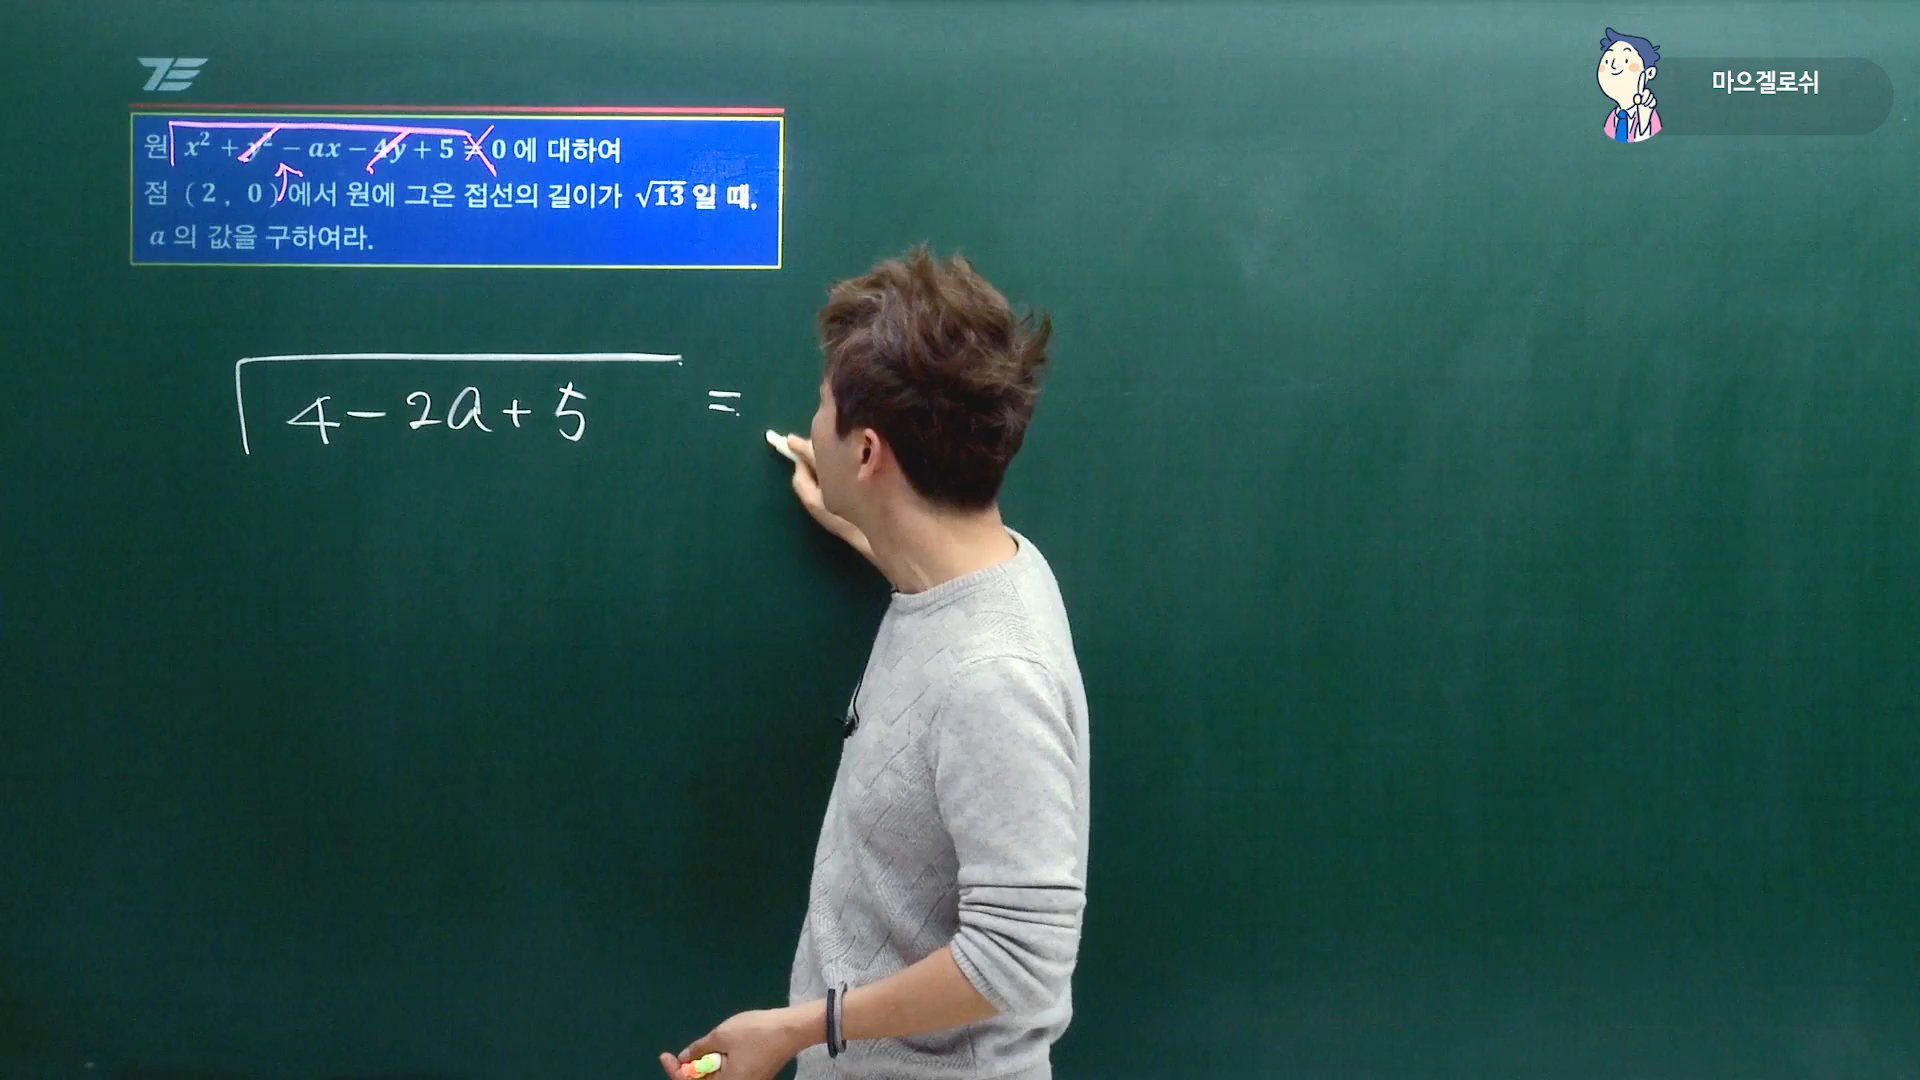 마으겔로쉬
원 x² + y² − ax − 4y + 5 = 0 에 대하여
점 ( 2 , 0 ) 에서 원에 그은 접선의 길이가 √13 일 때,
a 의 값을 구하여라.
√4 − 2a + 5 =